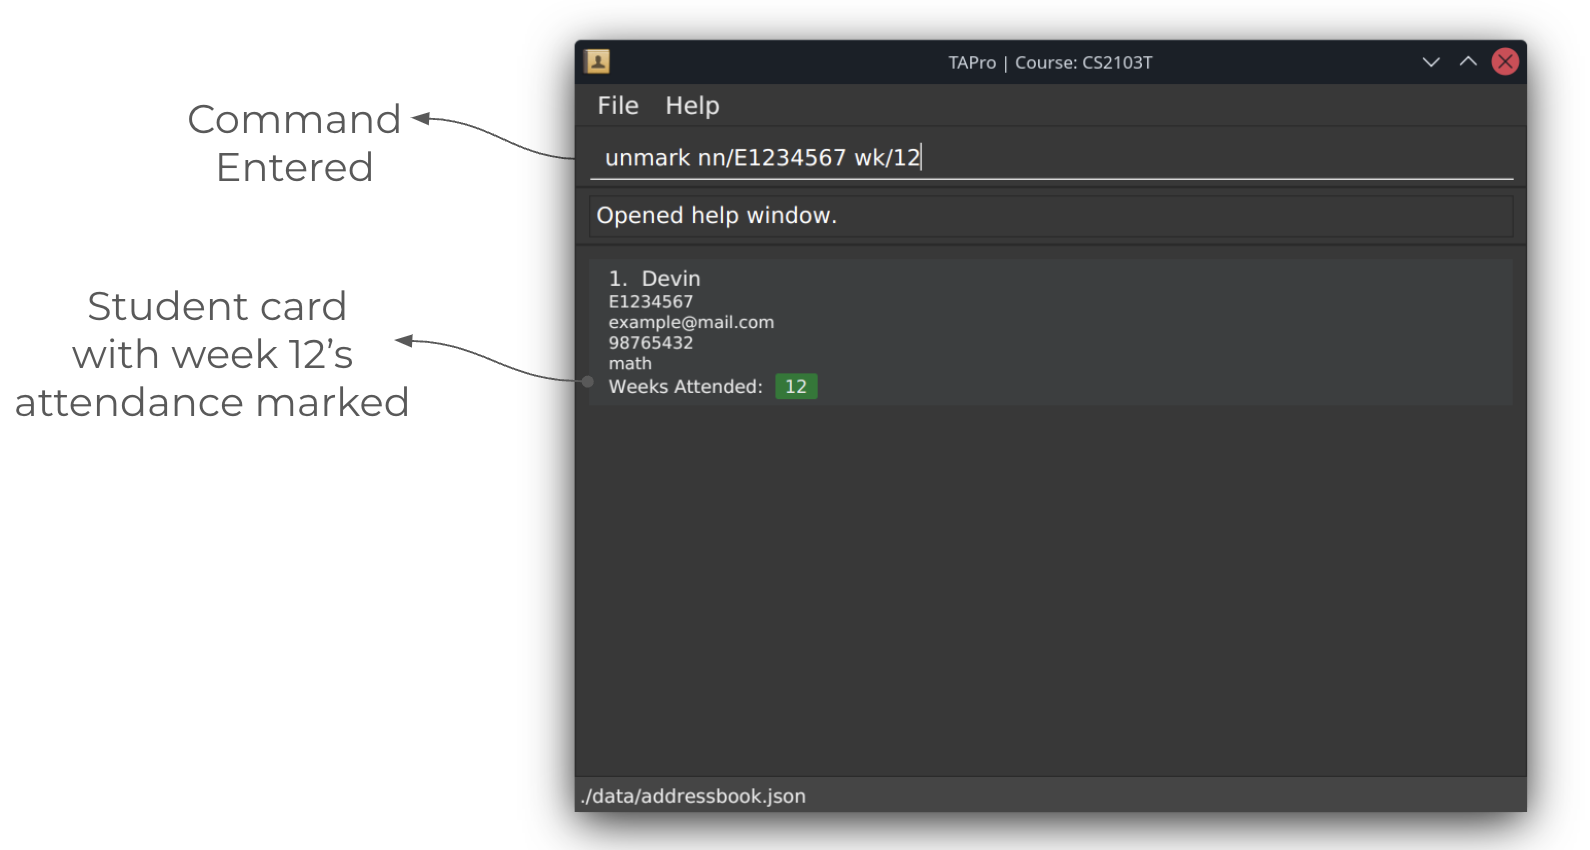 Command
Entered
Student card
with week 12’s
attendance marked
TAPro | Course: CS2103T
File Help
unmark nn/E1234567 wk/12
Opened help window.
1. Devin
E1234567
example@mail.com
98765432
math
Weeks Attended: 12
./data/addressbook.json